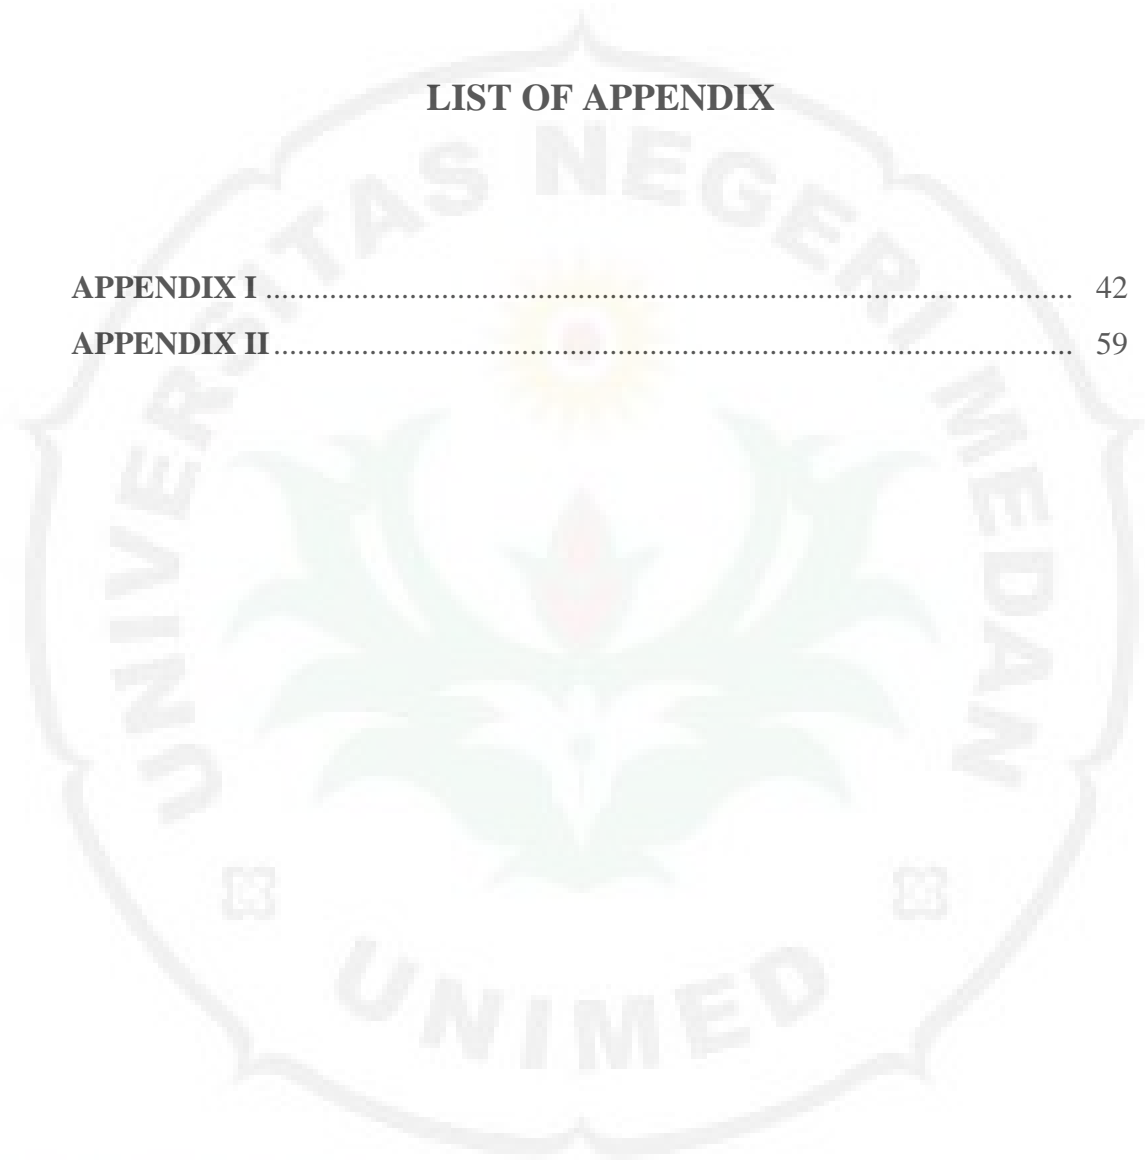 LIST OF APPENDIX
APPENDIX I ........................................................................................................ 42
APPENDIX II ....................................................................................................... 59
UNIVERSITAS NEGERI MEDAN
UNIMED